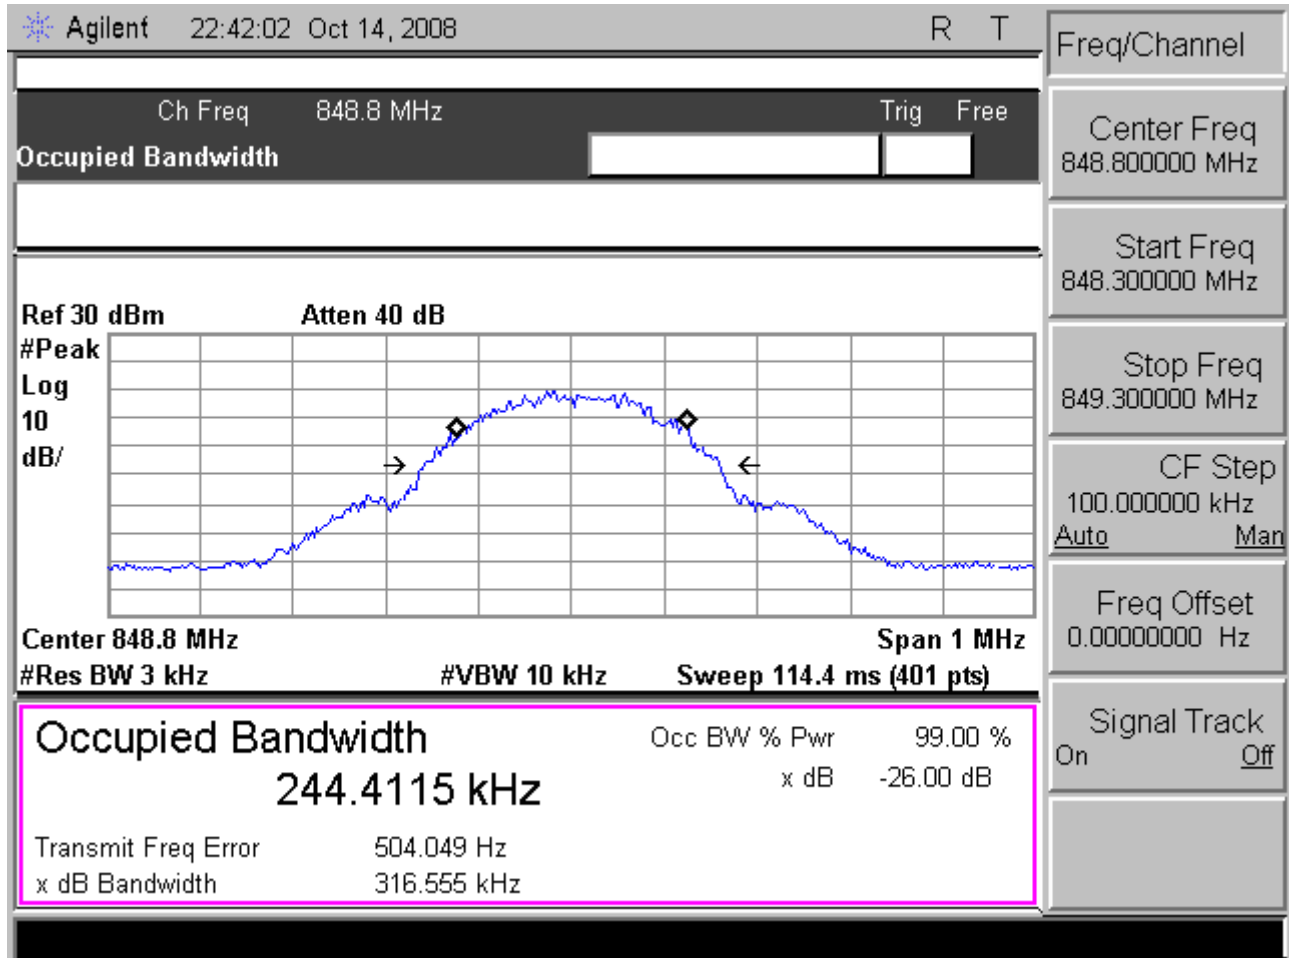 Agilent 22:42:02 Oct 14, 2008 R T
Freq/Channel
Ch Freq 848.8 MHz Trig Free
Occupied Bandwidth
Center Freq
848.800000 MHz
Start Freq
848.300000 MHz
Stop Freq
849.300000 MHz
CF Step
100.000000 kHz
Auto Man
Freq Offset
0.00000000 Hz
Signal Track
On Off
Ref 30 dBm Atten 40 dB
#Peak
Log
10
dB/
Center 848.8 MHz Span 1 MHz
#Res BW 3 kHz #VBW 10 kHz Sweep 114.4 ms (401 pts)
Occupied Bandwidth Occ BW % Pwr 99.00 %
244.4115 kHz x dB -26.00 dB
Transmit Freq Error 504.049 Hz
x dB Bandwidth 316.555 kHz